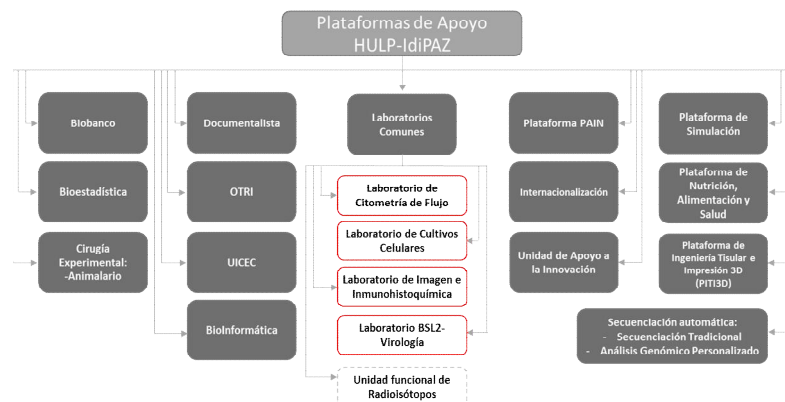 Plataformas de Apoyo
HULP-IdiPAZ
Biobanco
Documentalista
Laboratorios
Comunes
Plataforma PAIN
Plataforma de
Simulación
Bioestadística
OTRI
Laboratorio de
Citometría de Flujo
Internacionalización
Plataforma de
Nutrición,
Alimentación y
Salud
Laboratorio de Cultivos
Celulares
Cirugía
Experimental:
-Animalario
UICEC
Laboratorio de Imagen e
Inmunohistoquímica
Unidad de Apoyo a
la Innovación
Plataforma de
Ingeniería Tisular e
Impresión 3D
(PITI3D)
BioInformática
Laboratorio BSL2-
Virología
Secuenciación automática:
- Secuenciación Tradicional
- Análisis Genómico Personalizado
Unidad funcional de
Radioisótopos